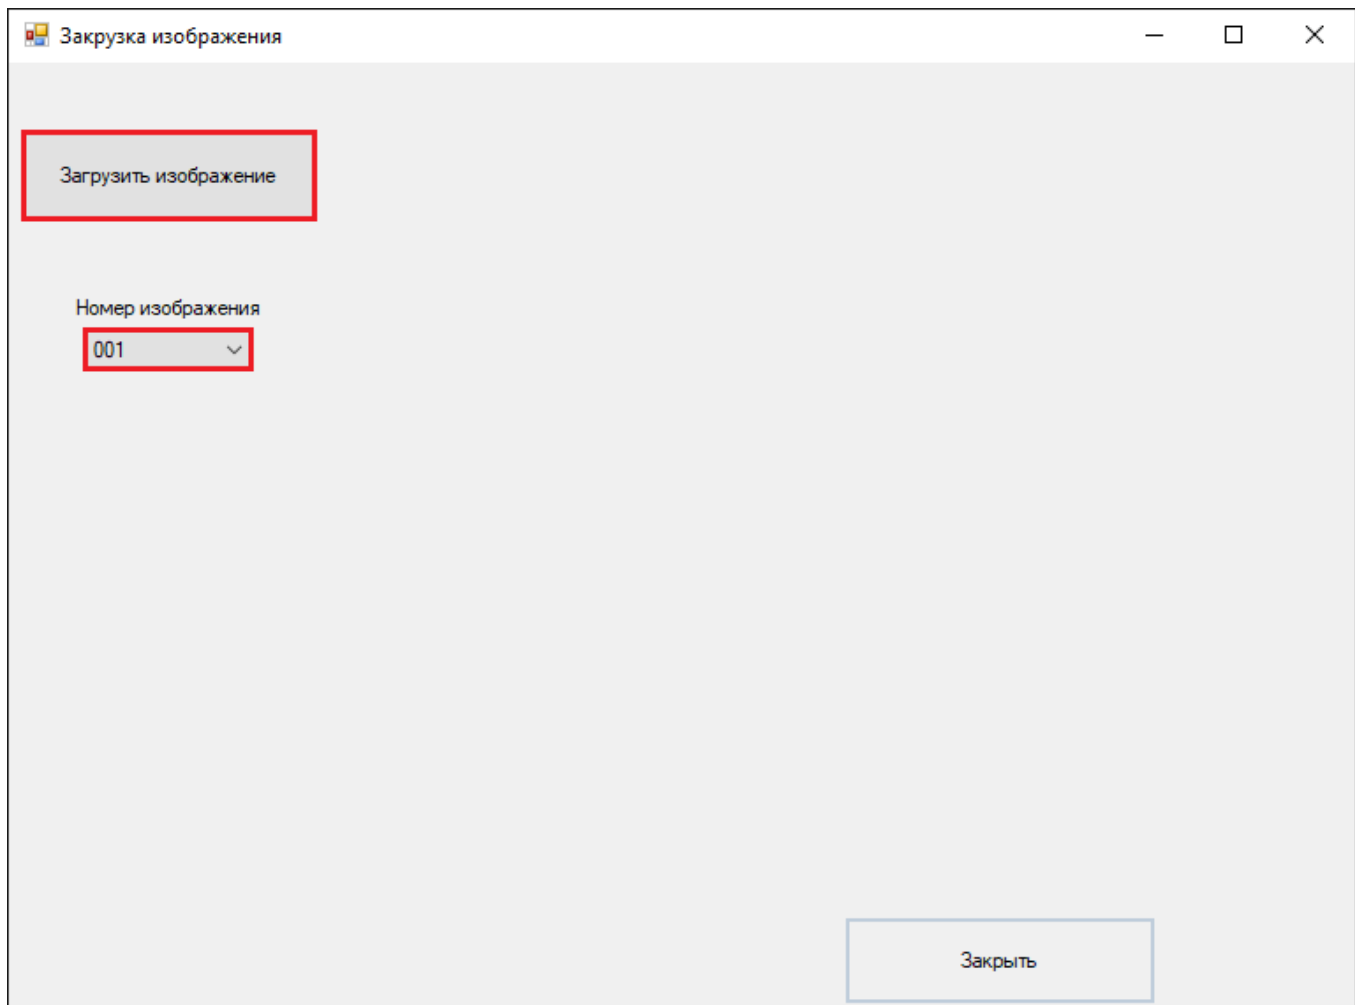 Закрузка изображения
Загрузить изображение
Номер изображения
001
Закрыть